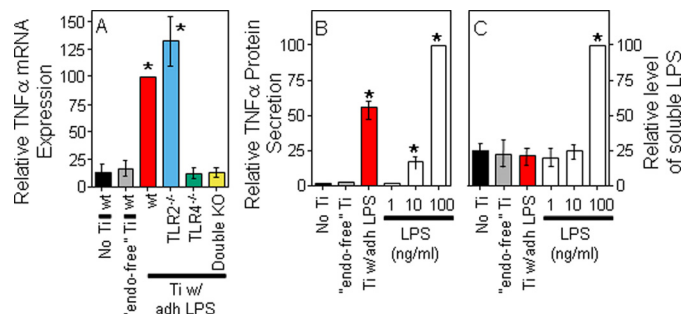 A
Relative TNFα mRNA
Expression
150
125
100
75
50
25
0
*
*
No Ti wt
"endo-free" Ti wt
wt
TLR2-/-
TLR4-/-
Double KO
Ti w/
adh LPS
B
Relative TNFα Protein
Secretion
100
75
50
25
0
*
*
*
No Ti
"endo-free" Ti
Ti w/adh LPS
1 10 100
LPS
(ng/ml)
C
*
No Ti
"endo-free" Ti
Ti w/adh LPS
1 10 100
LPS
(ng/ml)
100
75
50
25
0
Relative level
of soluble LPS